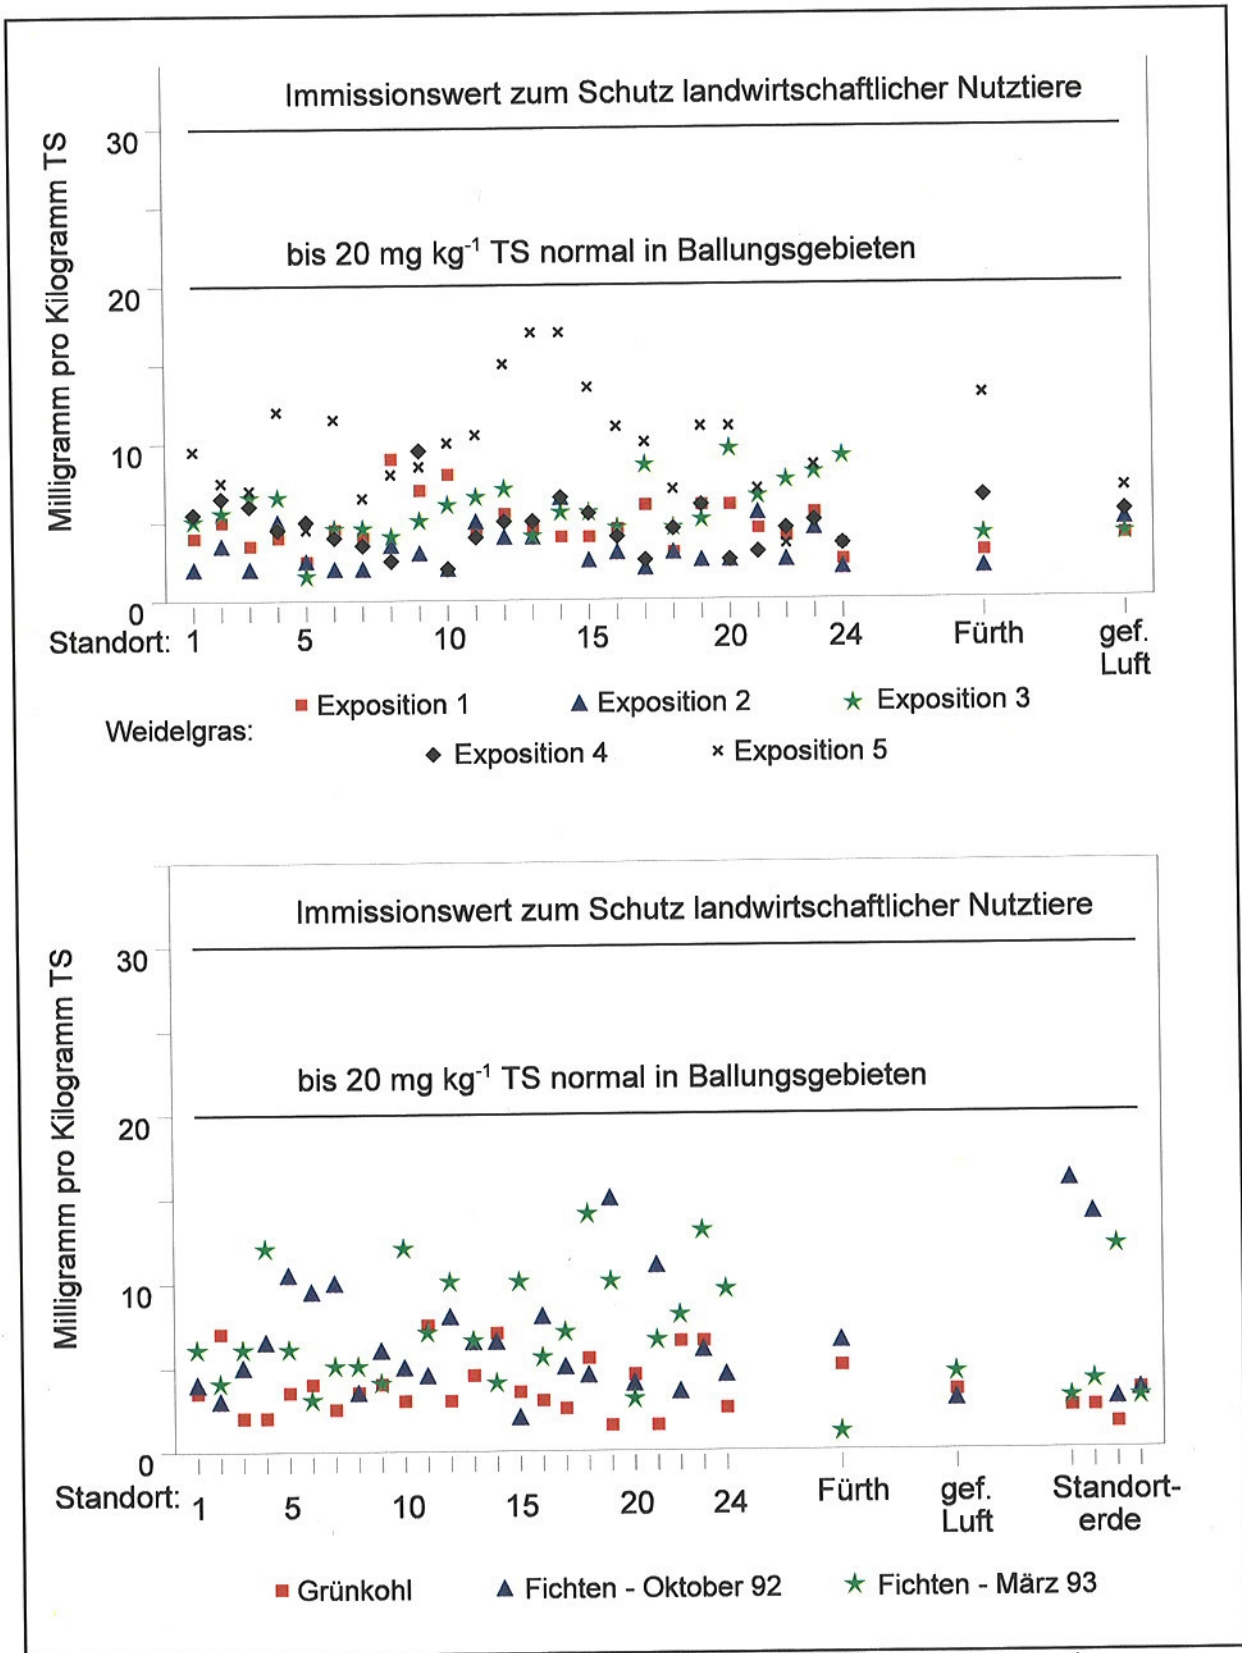 Immissionswert zum Schutz landwirtschaftlicher Nutztiere
30
bis 20 mg kg⁻¹ TS normal in Ballungsgebieten
20
10
0
Milligramm pro Kilogramm TS
Standort: 1 5 10 15 20 24 Fürth gef.
Luft
Exposition 1 Exposition 2 Exposition 3
Weidelgras:
Exposition 4 Exposition 5
Immissionswert zum Schutz landwirtschaftlicher Nutztiere
30
bis 20 mg kg⁻¹ TS normal in Ballungsgebieten
20
10
0
Milligramm pro Kilogramm TS
Standort: 1 5 10 15 20 24 Fürth gef. Standort-
Luft erde
Grünkohl Fichten - Oktober 92 Fichten - März 93